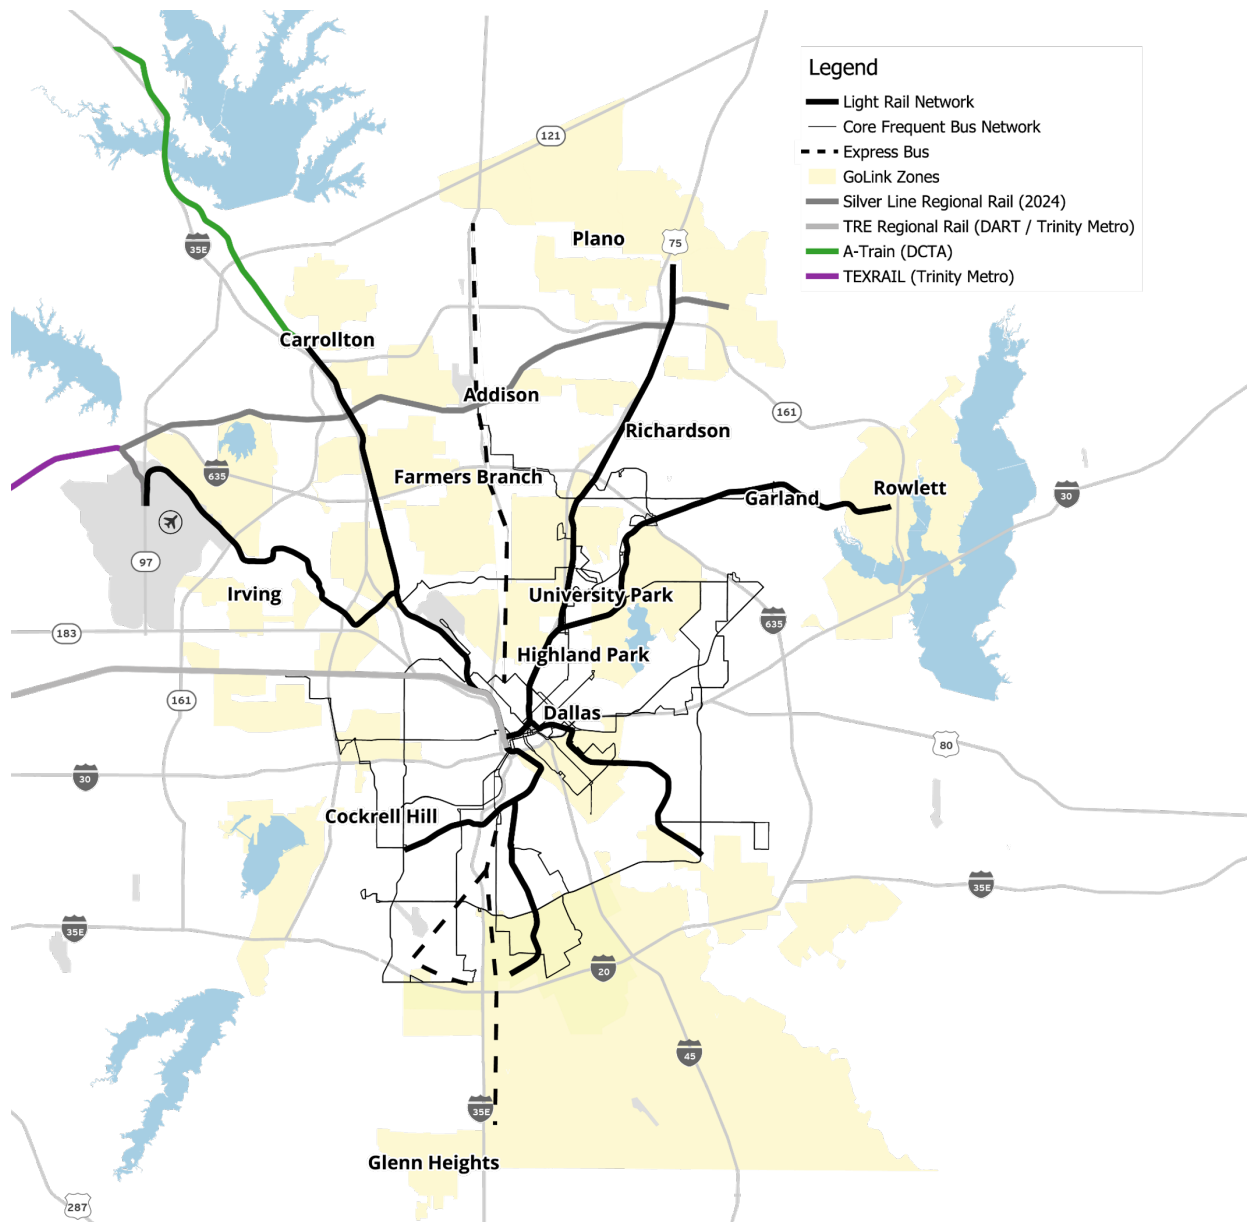 Legend
Light Rail Network
Core Frequent Bus Network
Express Bus
GoLink Zones
Silver Line Regional Rail (2024)
TRE Regional Rail (DART / Trinity Metro)
A-Train (DCTA)
TEXRAIL (Trinity Metro)
121
Plano
75
35E
Carrollton
Addison
161
Richardson
635
Farmers Branch
Garland
Rowlett
30
97
Irving
University Park
635
183
Highland Park
161
Dallas
80
30
Cockrell Hill
35E
35E
20
45
35E
Glenn Heights
287